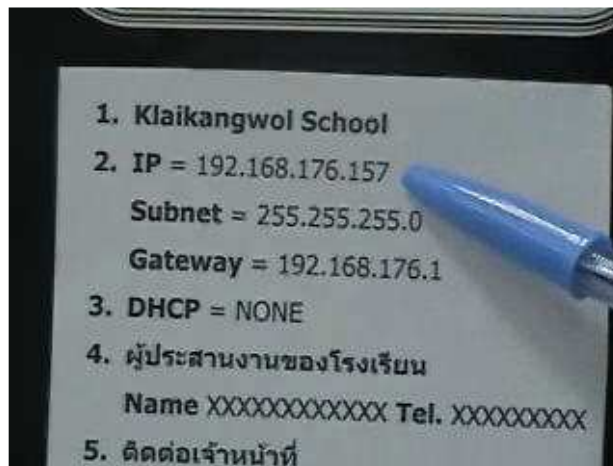 1. Klaikangwol School
2. IP = 192.168.176.157
Subnet = 255.255.255.0
Gateway = 192.168.176.1
3. DHCP = NONE
4. ผู้ประสานงานของโรงเรียน
Name XXXXXXXXXXXX Tel. XXXXXXXXX
5. ติดต่อเจ้าหน้าที่